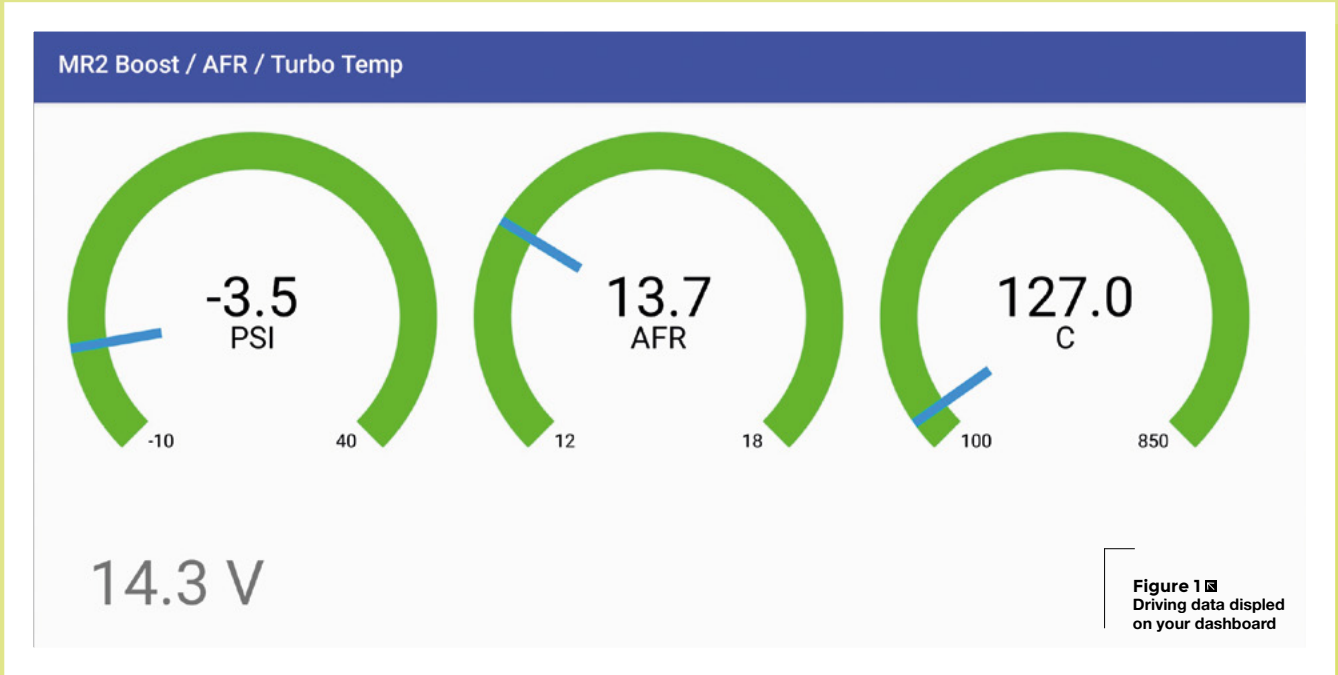 MR2 Boost / AFR / Turbo Temp
-3.5
PSI
-10
40
13.7
AFR
12
18
127.0
C
100
850
14.3 V
Figure 1
Driving data displed
on your dashboard